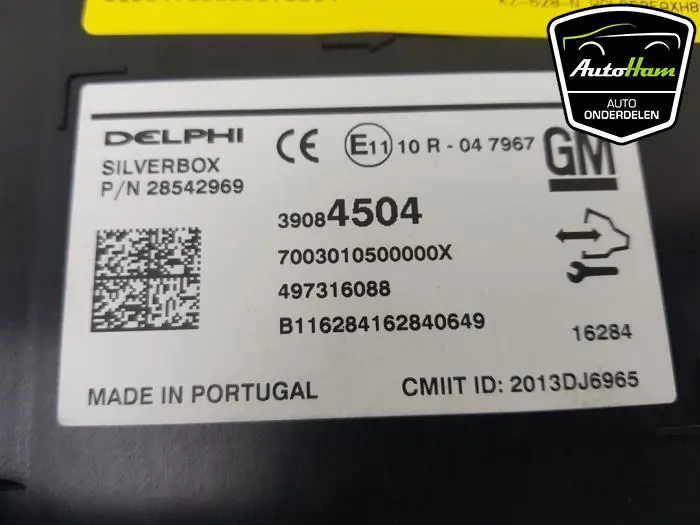 AutoHam
AUTO
ONDERDELEN
DELPHI
SILVERBOX
P/N 28542969
CE
E11 10 R - 04 7967
GM
39084504
7003010500000X
497316088
B116284162840649
16284
MADE IN PORTUGAL
CMIIT ID: 2013DJ6965